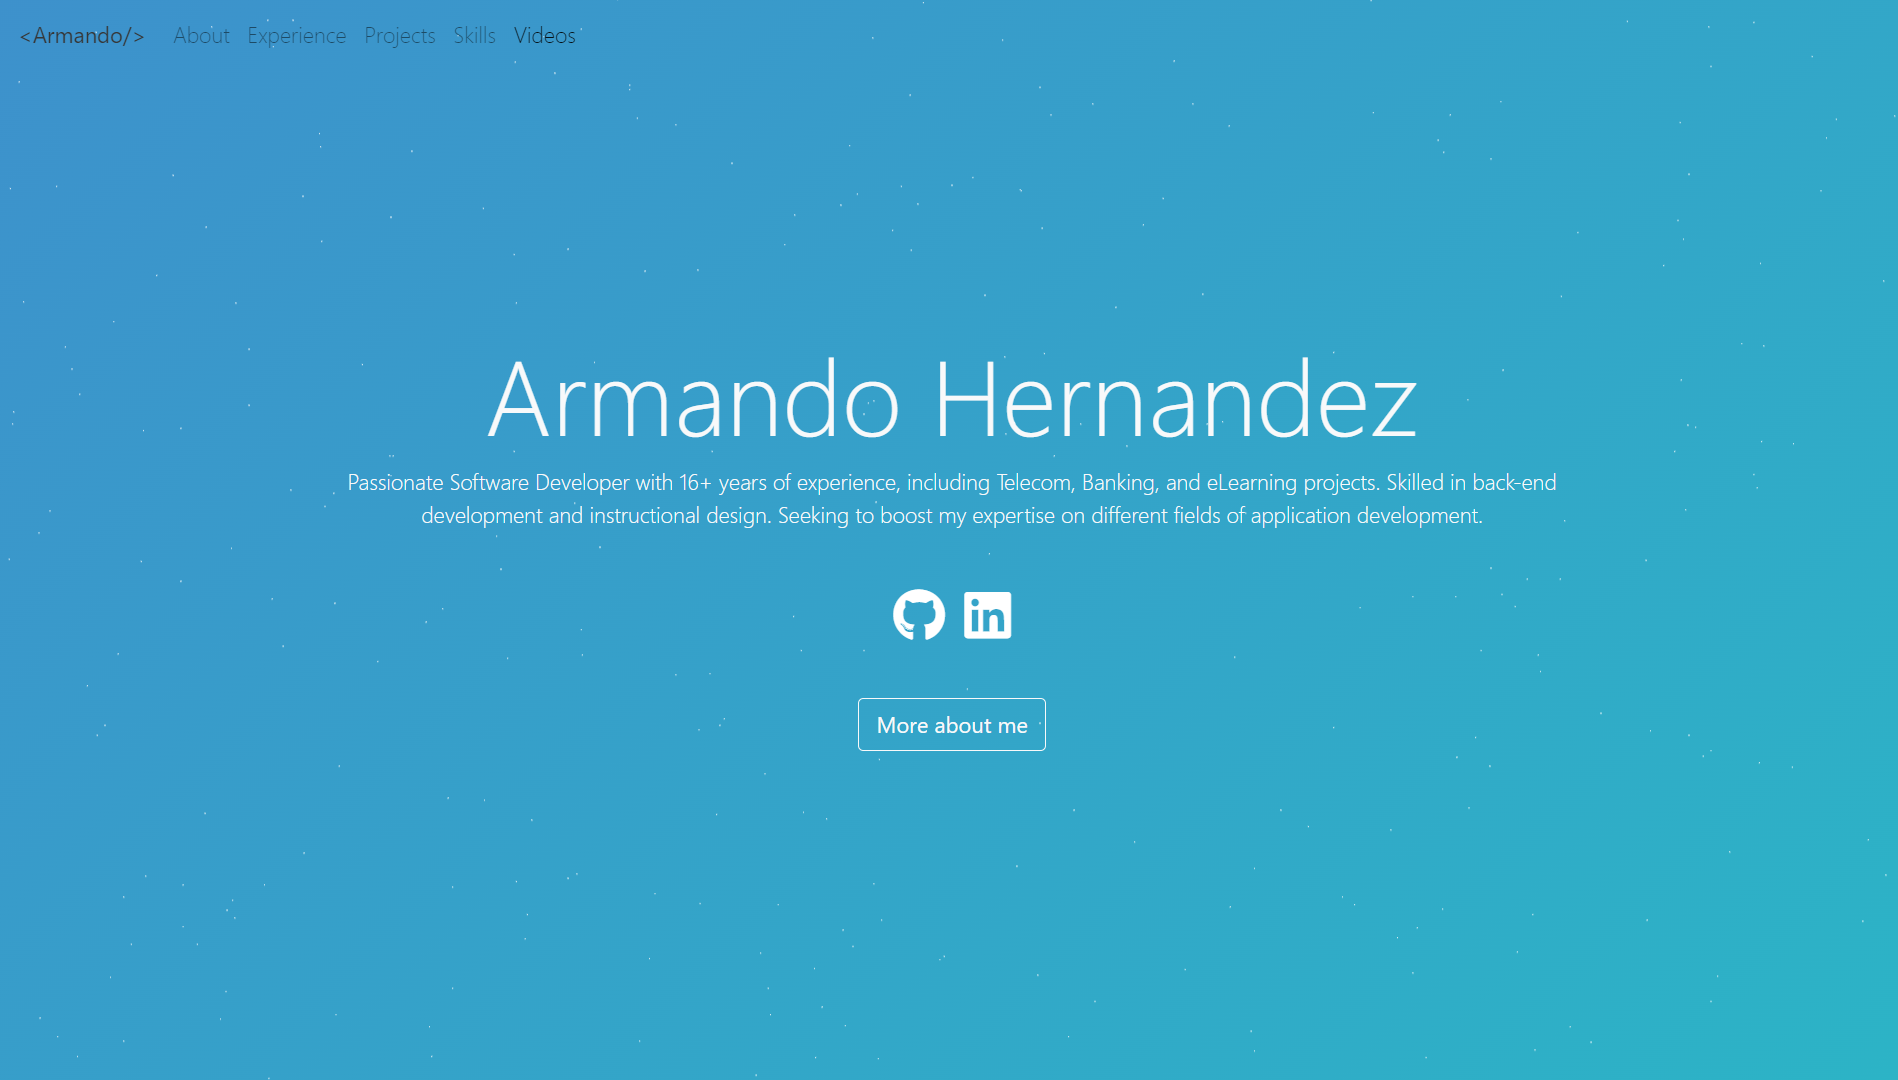 <Armando/> About Experience Projects Skills Videos
Armando Hernandez
Passionate Software Developer with 16+ years of experience, including Telecom, Banking, and eLearning projects. Skilled in back-end
development and instructional design. Seeking to boost my expertise on different fields of application development.
in
More about me